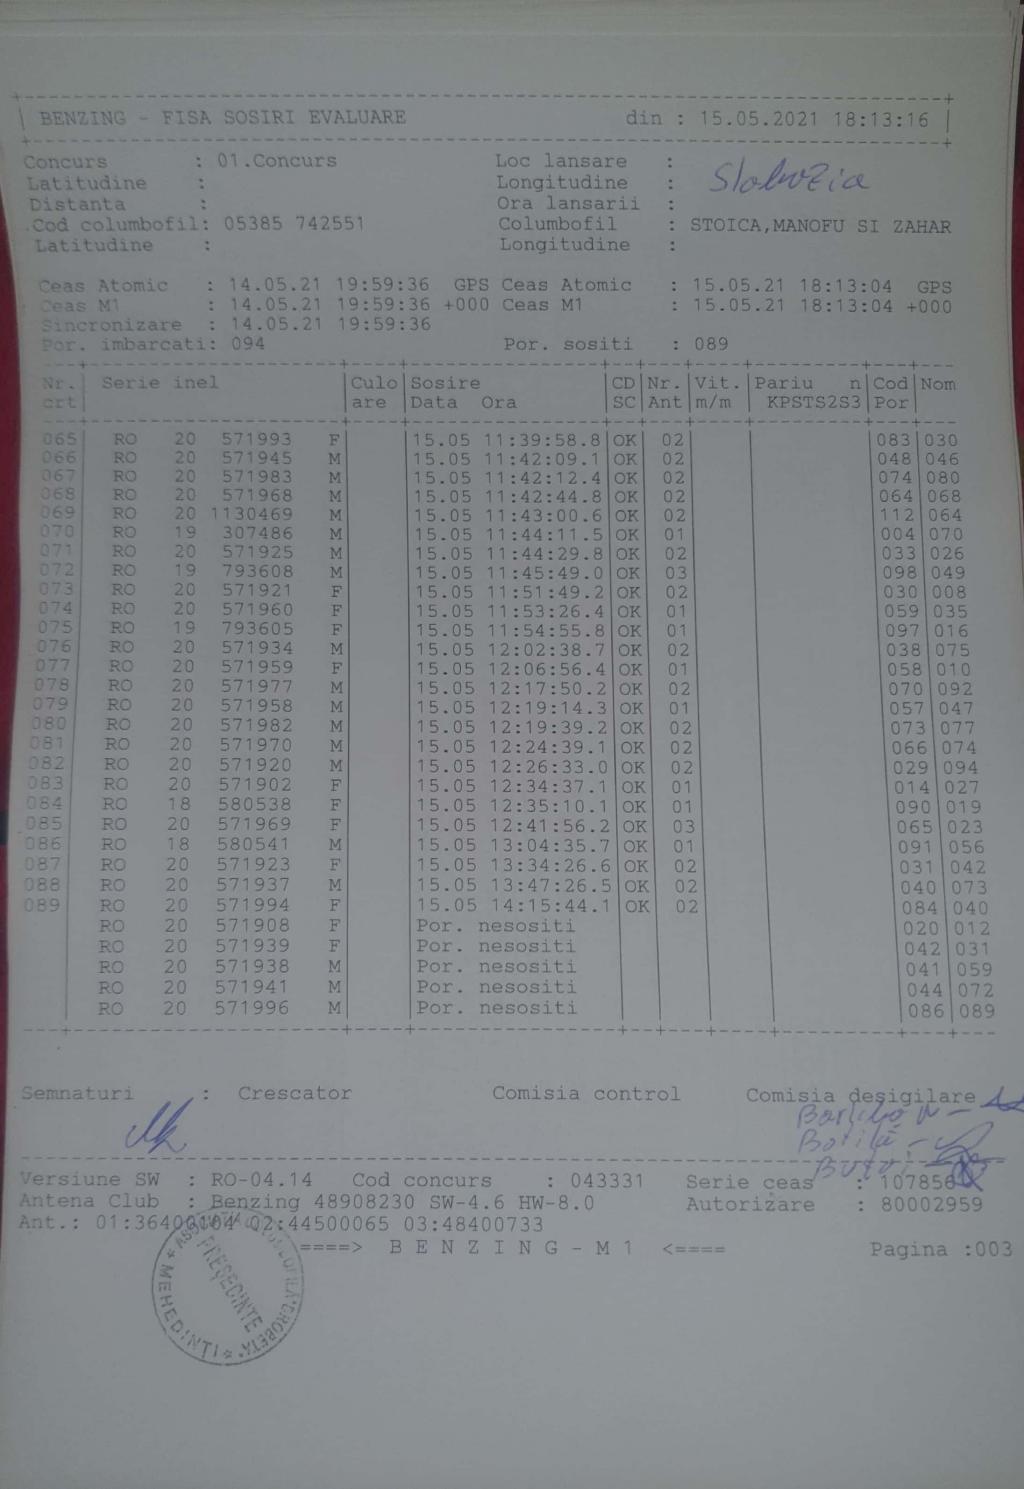 BENZING - FISA SOSIRI EVALUARE din : 15.05.2021 18:13:16
Concurs : 01.Concurs Loc lansare :
Latitudine : Longitudine : Slobozia
Distanta : Ora lansarii :
Cod columbofil: 05385 742551 Columbofil : STOICA,MANOFU SI ZAHAR
Latitudine : Longitudine :
Ceas Atomic : 14.05.21 19:59:36 GPS Ceas Atomic : 15.05.21 18:13:04 GPS
Ceas M1 : 14.05.21 19:59:36 +000 Ceas M1 : 15.05.21 18:13:04 +000
Sincronizare : 14.05.21 19:59:36
Por. imbarcati: 094 Por. sositi : 089
Nr. Serie inel Culo Sosire CD Nr. Vit. Pariu n Cod Nom
crt are Data Ora SC Ant m/m KPSTS2S3 Por
065 RO 20 571993 F 15.05 11:39:58.8 OK 02 083 030
066 RO 20 571945 M 15.05 11:42:09.1 OK 02 048 046
067 RO 20 571983 M 15.05 11:42:12.4 OK 02 074 080
068 RO 20 571968 M 15.05 11:42:44.8 OK 02 064 068
069 RO 20 1130469 M 15.05 11:43:00.6 OK 02 112 064
070 RO 19 307486 M 15.05 11:44:11.5 OK 01 004 070
071 RO 20 571925 M 15.05 11:44:29.8 OK 02 033 026
072 RO 19 793608 M 15.05 11:45:49.0 OK 03 098 049
073 RO 20 571921 F 15.05 11:51:49.2 OK 02 030 008
074 RO 20 571960 F 15.05 11:53:26.4 OK 01 059 035
075 RO 19 793605 F 15.05 11:54:55.8 OK 01 097 016
076 RO 20 571934 M 15.05 12:02:38.7 OK 02 038 075
077 RO 20 571959 F 15.05 12:06:56.4 OK 01 058 010
078 RO 20 571977 M 15.05 12:17:50.2 OK 02 070 092
079 RO 20 571958 M 15.05 12:19:14.3 OK 01 057 047
080 RO 20 571982 M 15.05 12:19:39.2 OK 02 073 077
081 RO 20 571970 M 15.05 12:24:39.1 OK 02 066 074
082 RO 20 571920 M 15.05 12:26:33.0 OK 02 029 094
083 RO 20 571902 F 15.05 12:34:37.1 OK 01 014 027
084 RO 18 580538 F 15.05 12:35:10.1 OK 01 090 019
085 RO 20 571969 F 15.05 12:41:56.2 OK 03 065 023
086 RO 18 580541 M 15.05 13:04:35.7 OK 01 091 056
087 RO 20 571923 F 15.05 13:34:26.6 OK 02 031 042
088 RO 20 571937 M 15.05 13:47:26.5 OK 02 040 073
089 RO 20 571994 F 15.05 14:15:44.1 OK 02 084 040
RO 20 571908 F Por. nesositi 020 012
RO 20 571939 F Por. nesositi 042 031
RO 20 571938 M Por. nesositi 041 059
RO 20 571941 M Por. nesositi 044 072
RO 20 571996 M Por. nesositi 086 089
Semnaturi : Crescator Comisia control Comisia desigilare
Versiune SW : RO-04.14 Cod concurs : 043331 Serie ceas : 107856
Antena Club : Benzing 48908230 SW-4.6 HW-8.0 Autorizare : 80002959
Ant.: 01:36400104 02:44500065 03:48400733
====> B E N Z I N G - M 1 <==== Pagina :003
PREȘEDINTE
MEHEDINTI